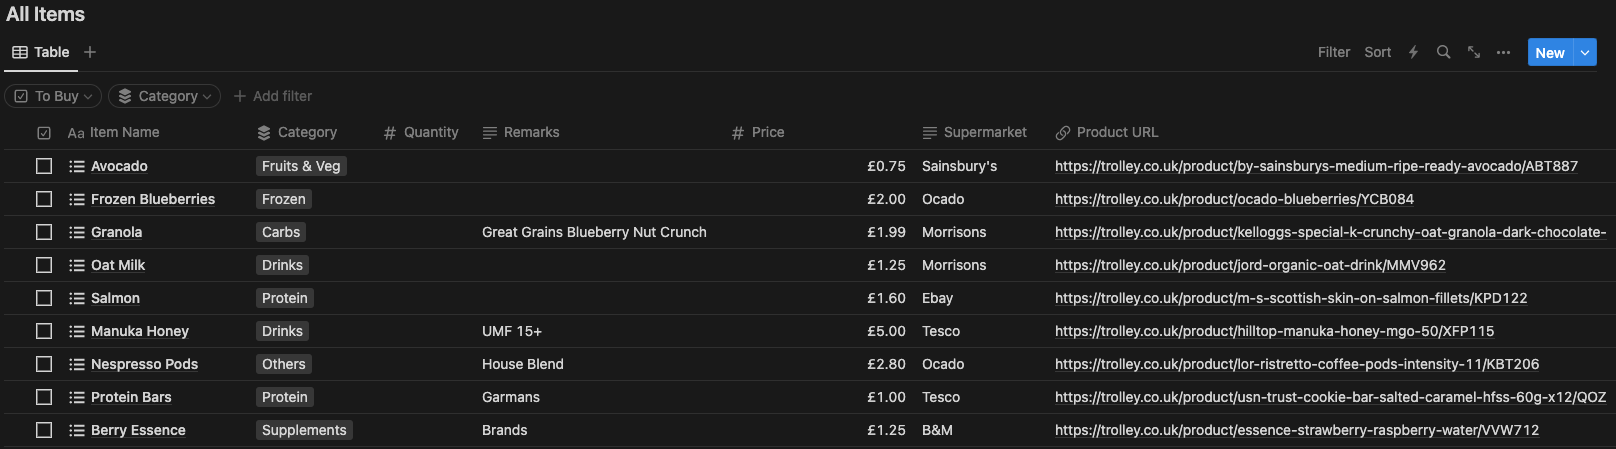 All Items
Table
Filter Sort New
To Buy Category Add filter
Aa Item Name Category # Quantity Remarks # Price Supermarket Product URL
Avocado Fruits & Veg £0.75 Sainsbury's https://trolley.co.uk/product/by-sainsburys-medium-ripe-ready-avocado/ABT887
Frozen Blueberries Frozen £2.00 Ocado https://trolley.co.uk/product/ocado-blueberries/YCB084
Granola Carbs Great Grains Blueberry Nut Crunch £1.99 Morrisons https://trolley.co.uk/product/kelloggs-special-k-crunchy-oat-granola-dark-chocolate-
Oat Milk Drinks £1.25 Morrisons https://trolley.co.uk/product/jord-organic-oat-drink/MMV962
Salmon Protein £1.60 Ebay https://trolley.co.uk/product/m-s-scottish-skin-on-salmon-fillets/KPD122
Manuka Honey Drinks UMF 15+ £5.00 Tesco https://trolley.co.uk/product/hilltop-manuka-honey-mgo-50/XFP115
Nespresso Pods Others House Blend £2.80 Ocado https://trolley.co.uk/product/lor-ristretto-coffee-pods-intensity-11/KBT206
Protein Bars Protein Garmans £1.00 Tesco https://trolley.co.uk/product/usn-trust-cookie-bar-salted-caramel-hfss-60g-x12/QOZ
Berry Essence Supplements Brands £1.25 B&M https://trolley.co.uk/product/essence-strawberry-raspberry-water/VVW712